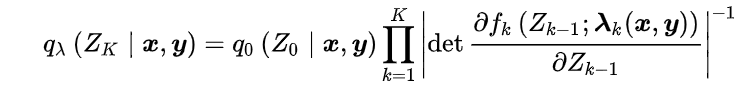 q_λ (Z_K | x, y) = q_0 (Z_0 | x, y) ∏_{k=1}^{K} |det ∂f_k (Z_{k−1}; λ_k(x, y)) / ∂Z_{k−1}|^{−1}